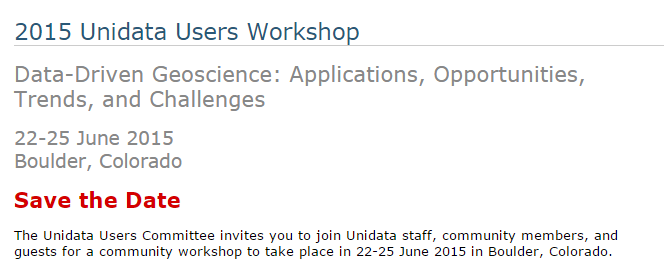 2015 Unidata Users Workshop
Data-Driven Geoscience: Applications, Opportunities,
Trends, and Challenges
22-25 June 2015
Boulder, Colorado
Save the Date
The Unidata Users Committee invites you to join Unidata staff, community members, and
guests for a community workshop to take place in 22-25 June 2015 in Boulder, Colorado.